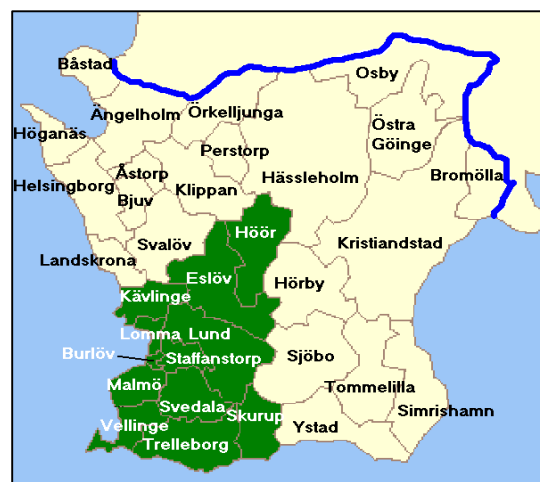 Båstad
Osby
Ängelholm
Örkelljunga
Höganäs
Östra
Göinge
Perstorp
Åstorp
Helsingborg
Klippan
Hässleholm
Bromölla
Bjuv
Svalöv
Höör
Kristiandstad
Landskrona
Eslöv
Hörby
Kävlinge
Lomma
Lund
Burlöv
Staffanstorp
Sjöbo
Malmö
Tommelilla
Svedala
Skurup
Simrishamn
Vellinge
Ystad
Trelleborg